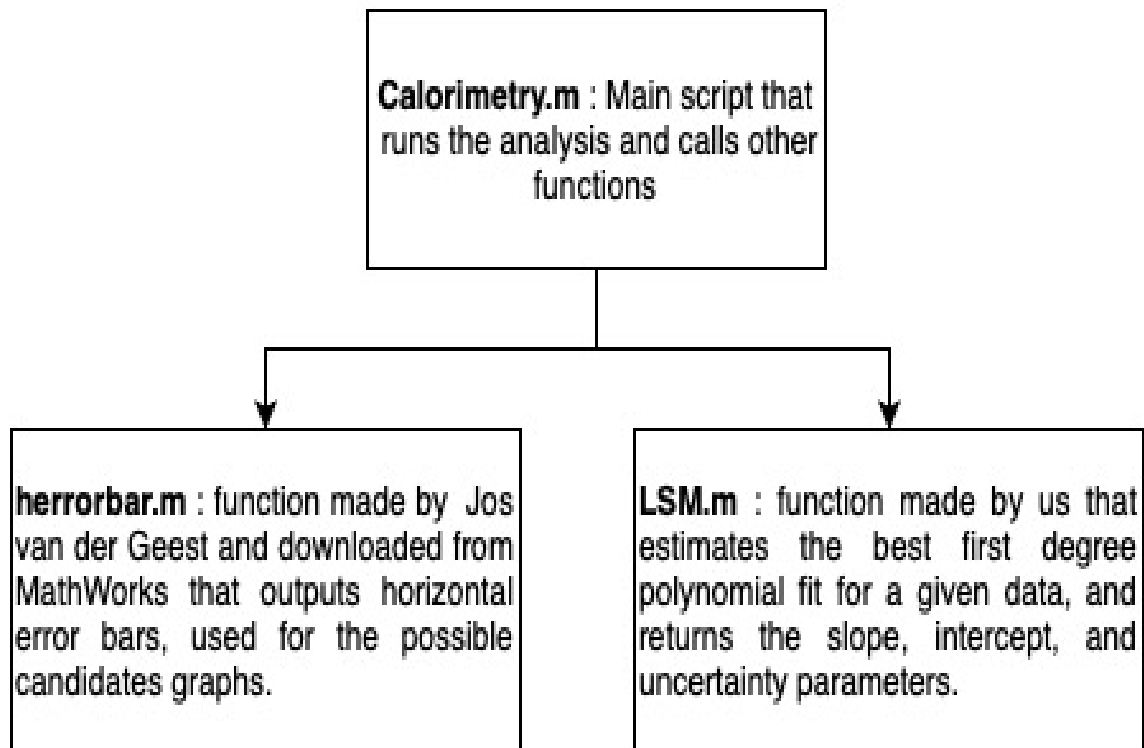 Calorimetry.m : Main script that
runs the analysis and calls other
functions
herrorbar.m : function made by Jos
van der Geest and downloaded from
MathWorks that outputs horizontal
error bars, used for the possible
candidates graphs.
LSM.m : function made by us that
estimates the best first degree
polynomial fit for a given data, and
returns the slope, intercept, and
uncertainty parameters.